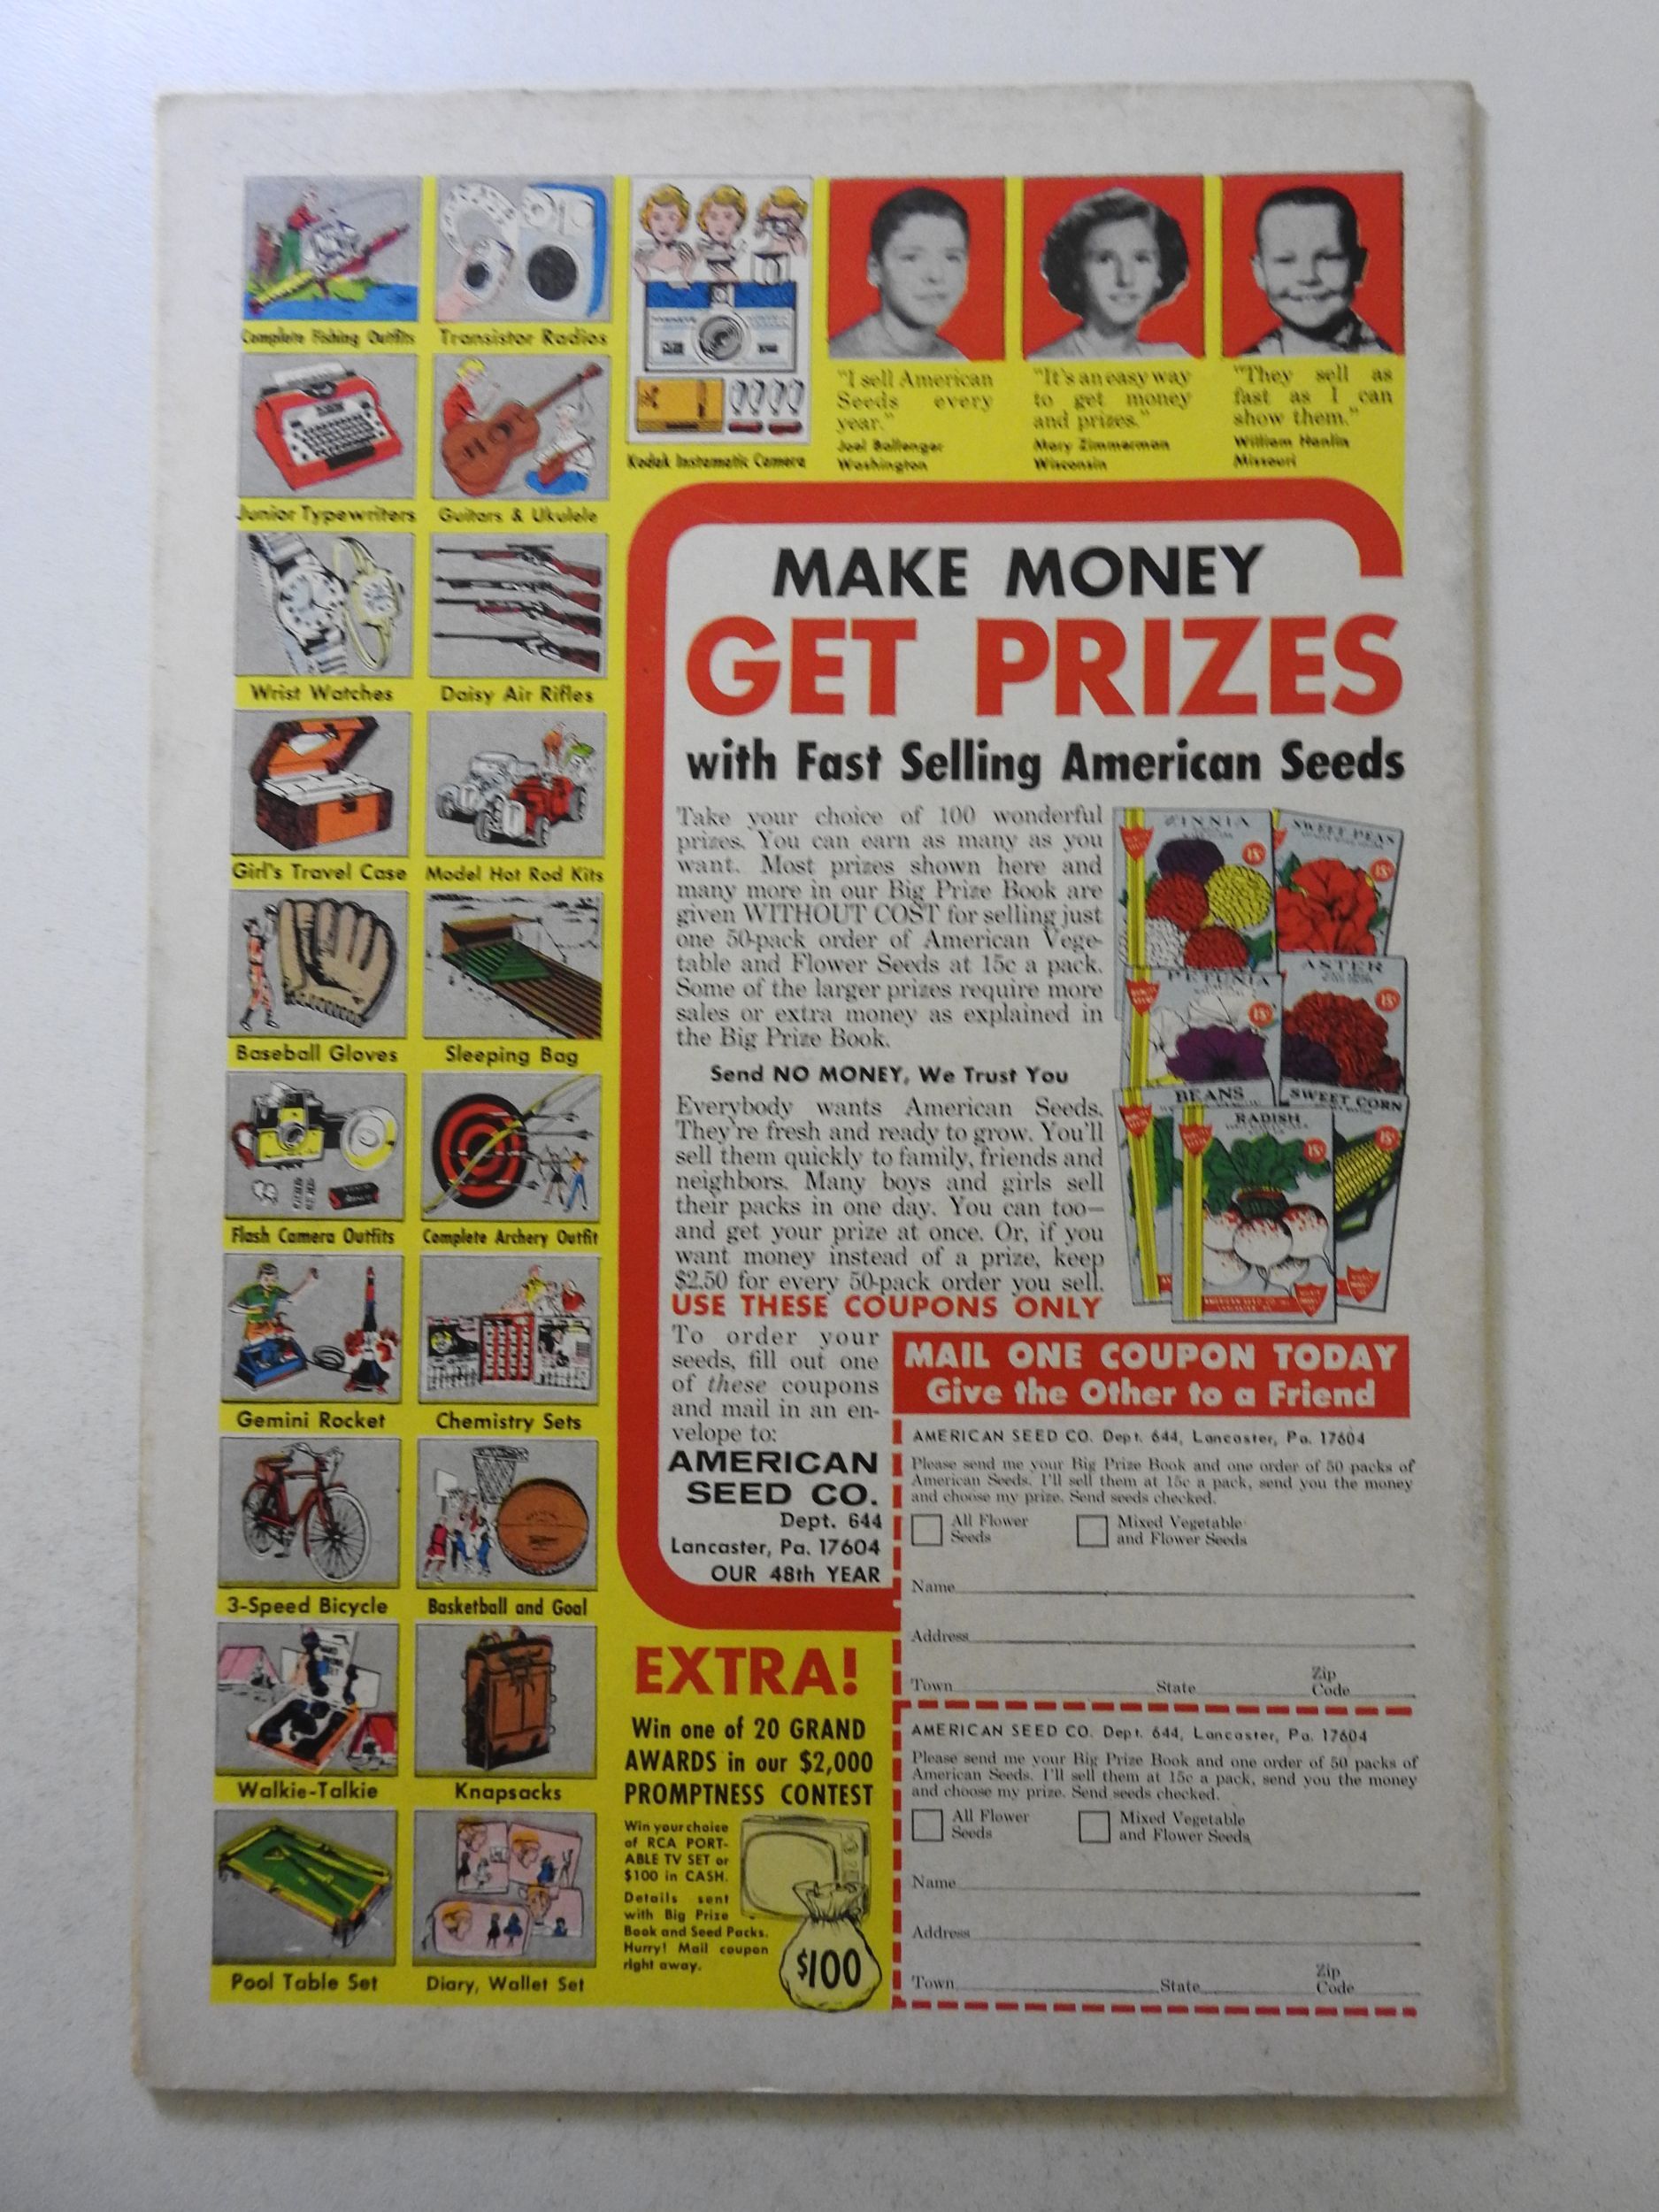 Complete Fishing Outfits
Transistor Radios
Junior Typewriters
Guitars & Ukulele
Wrist Watches
Daisy Air Rifles
Girl's Travel Case
Model Hot Rod Kits
Baseball Gloves
Sleeping Bag
Flash Camera Outfits
Complete Archery Outfit
Gemini Rocket
Chemistry Sets
3-Speed Bicycle
Basketball and Goal
Walkie-Talkie
Knapsacks
Pool Table Set
Diary, Wallet Set
Kodak Instamatic Camera
"I sell American
Seeds every
year."
Joel Ballenger
Washington
"It's an easy way
to get money
and prizes."
Mary Zimmerman
Wisconsin
"They sell as
fast as I can
show them."
William Hanlin
Missouri
MAKE MONEY
GET PRIZES
with Fast Selling American Seeds
Take your choice of 100 wonderful
prizes. You can earn as many as you
want. Most prizes shown here and
many more in our Big Prize Book are
given WITHOUT COST for selling just
one 50-pack order of American Vege-
table and Flower Seeds at 15c a pack.
Some of the larger prizes require more
sales or extra money as explained in
the Big Prize Book.
Send NO MONEY, We Trust You
Everybody wants American Seeds.
They're fresh and ready to grow. You'll
sell them quickly to family, friends and
neighbors. Many boys and girls sell
their packs in one day. You can too—
and get your prize at once. Or, if you
want money instead of a prize, keep
$2.50 for every 50-pack order you sell.
USE THESE COUPONS ONLY
ZINNIA
15¢
SWEET PEAS
15¢
PETUNIA
15¢
ASTER
15¢
BEANS
SWEET CORN
15¢
RADISH
15¢
To order your
seeds, fill out one
of these coupons
and mail in an en-
velope to:
AMERICAN
SEED CO.
Dept. 644
Lancaster, Pa. 17604
OUR 48th YEAR
MAIL ONE COUPON TODAY
Give the Other to a Friend
AMERICAN SEED CO. Dept. 644, Lancaster, Pa. 17604
Please send me your Big Prize Book and one order of 50 packs of
American Seeds. I'll sell them at 15c a pack, send you the money
and choose my prize. Send seeds checked.
All Flower
Seeds
Mixed Vegetable
and Flower Seeds
Name
Address
Town State Zip
Code
AMERICAN SEED CO. Dept. 644, Lancaster, Pa. 17604
Please send me your Big Prize Book and one order of 50 packs of
American Seeds. I'll sell them at 15c a pack, send you the money
and choose my prize. Send seeds checked.
All Flower
Seeds
Mixed Vegetable
and Flower Seeds
Name
Address
Town State Zip
Code
EXTRA!
Win one of 20 GRAND
AWARDS in our $2,000
PROMPTNESS CONTEST
Win your choice
of RCA PORT-
ABLE TV SET or
$100 in CASH.
Details sent
with Big Prize
Book and Seed Packs.
Hurry! Mail coupon
right away.
$100